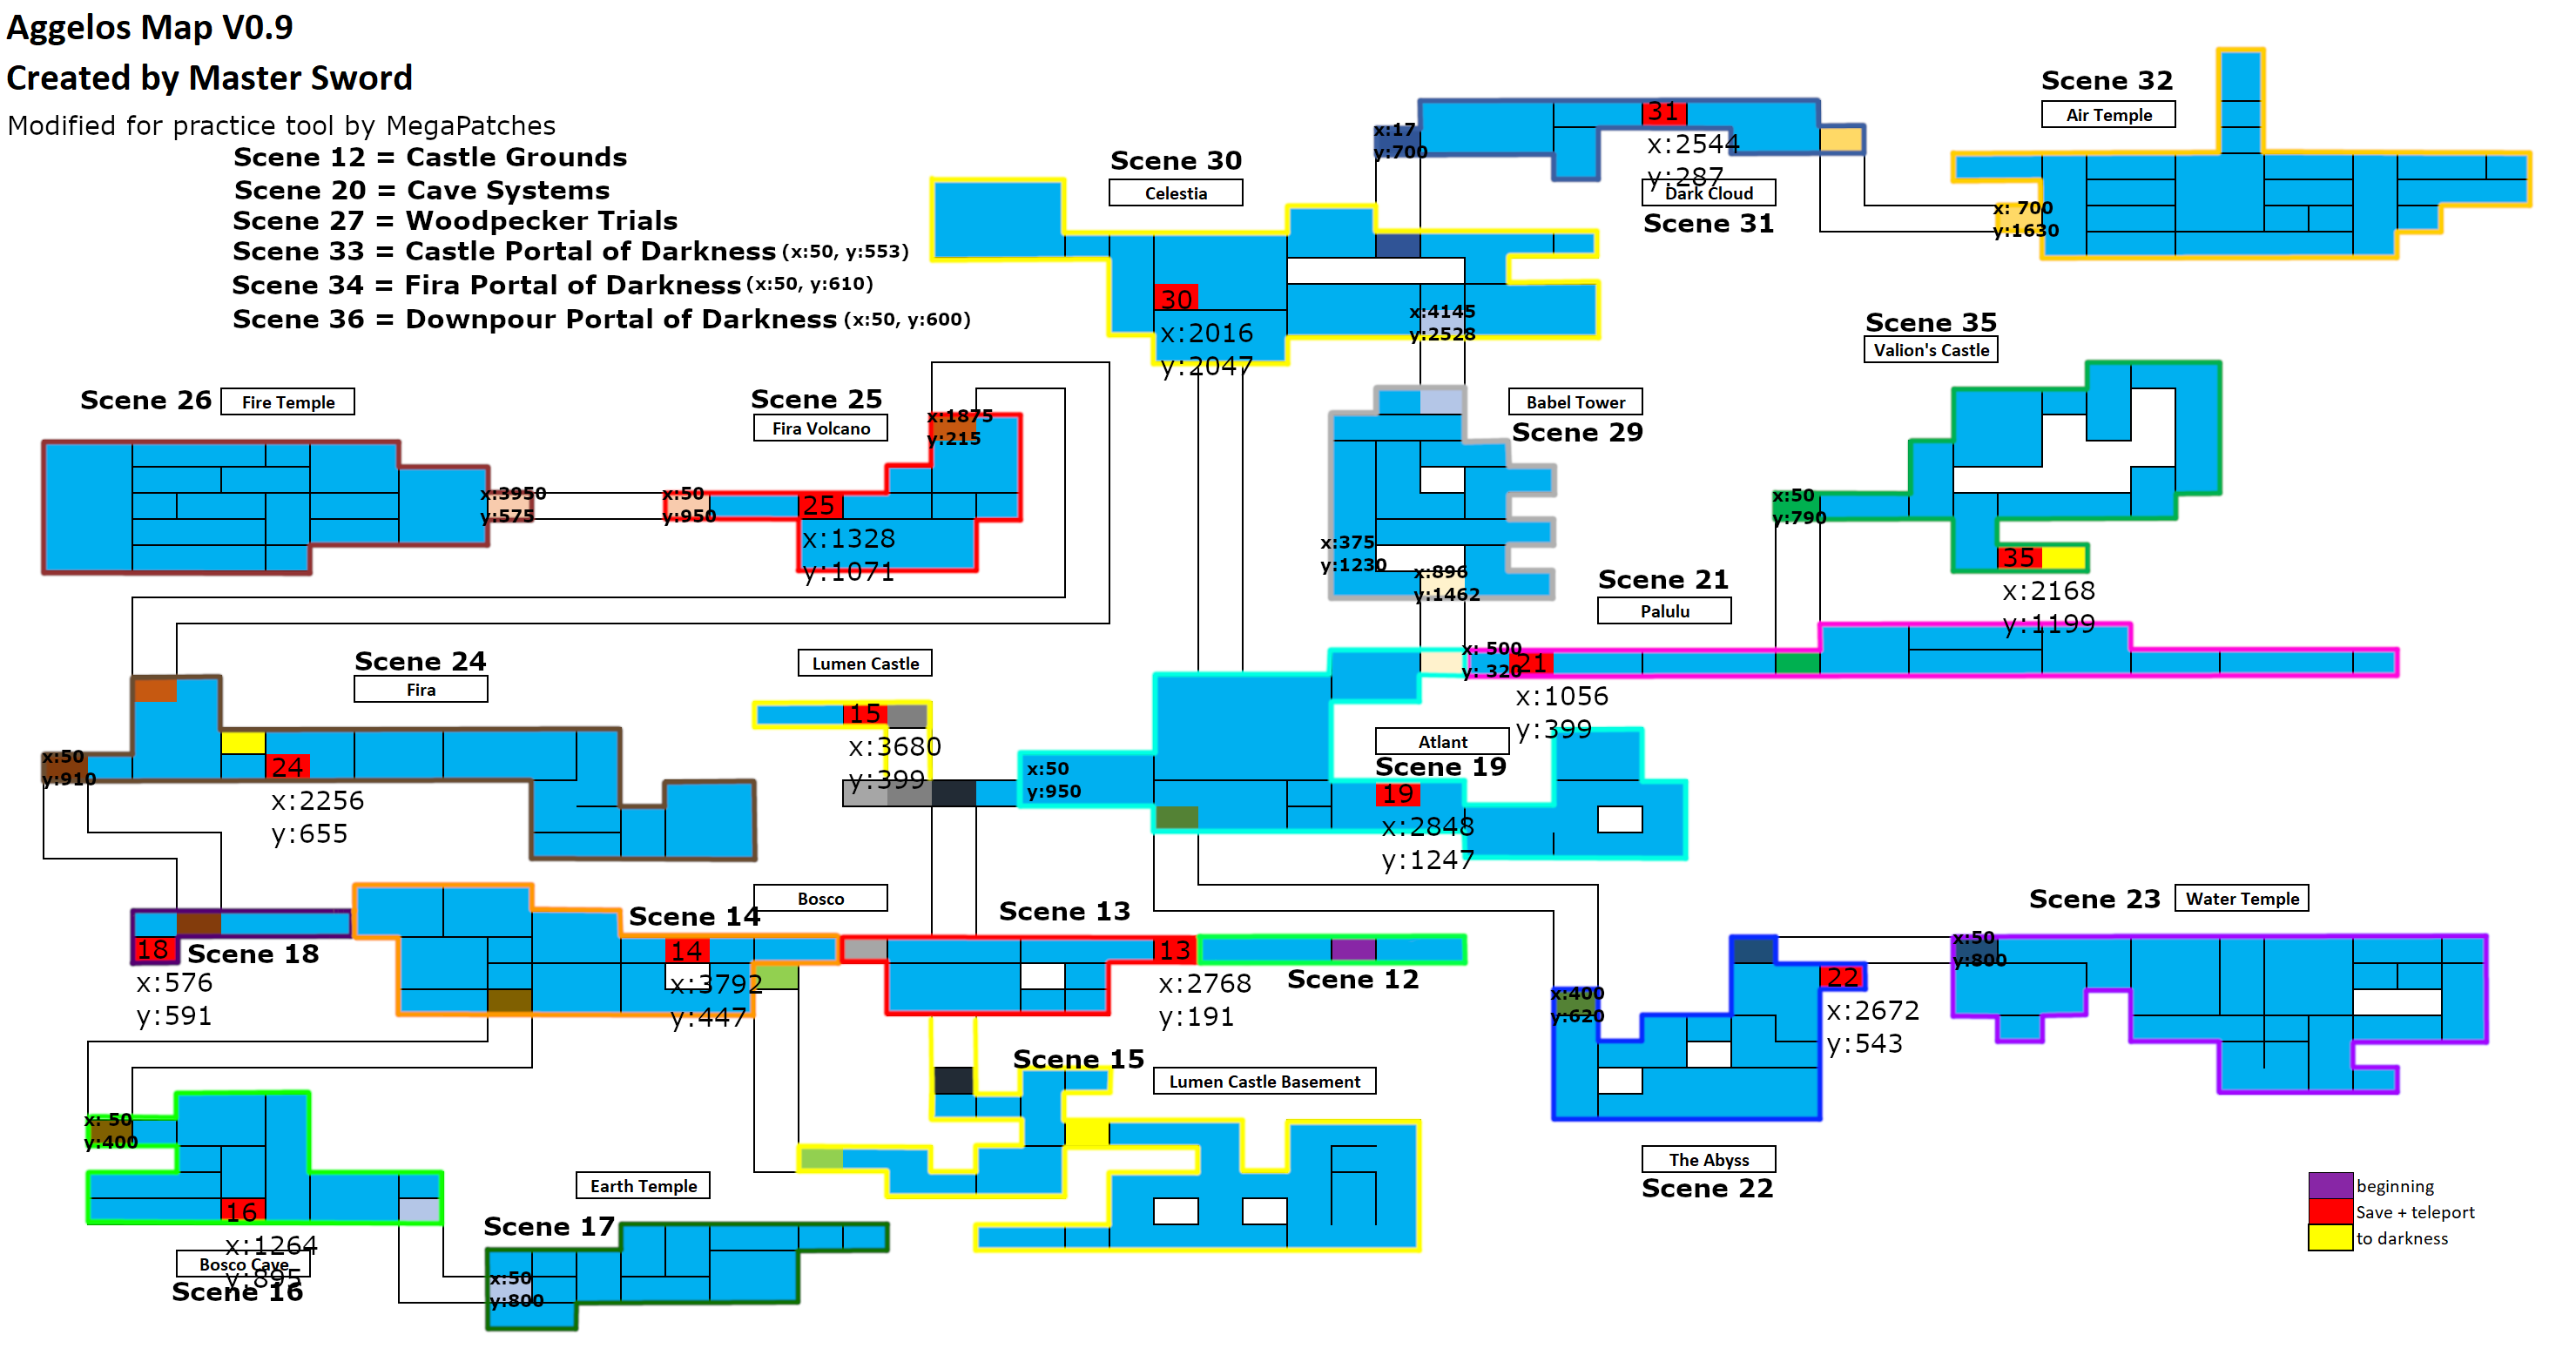 Aggelos Map V0.9
Created by Master Sword
Modified for practice tool by MegaPatches
Scene 12 = Castle Grounds
Scene 20 = Cave Systems
Scene 27 = Woodpecker Trials
Scene 33 = Castle Portal of Darkness (x:50, y:553)
Scene 34 = Fira Portal of Darkness (x:50, y:610)
Scene 36 = Downpour Portal of Darkness (x:50, y:600)
Scene 30
Celestia
30
x:2016
y:2047
x:4145
y:2528
x:17
y:700
31
x:2544
y:287
Dark Cloud
Scene 31
Scene 32
Air Temple
x: 700
y:1630
Scene 35
Valion's Castle
x:50
y:790
35
x:2168
y:1199
Scene 26
Fire Temple
x:3950
y:575
Scene 25
Fira Volcano
x:1875
y:215
x:50
y:950
25
x:1328
y:1071
Babel Tower
Scene 29
x:375
y:1230
x:896
y:1462
Scene 21
Palulu
x: 500
y: 320
21
x:1056
y:399
Scene 24
Fira
x:50
y:910
24
x:2256
y:655
Lumen Castle
15
x:3680
y:399
x:50
y:950
Atlant
Scene 19
19
x:2848
y:1247
18
Scene 18
x:576
y:591
Scene 14
Bosco
14
x:3792
y:447
Scene 13
13
x:2768
y:191
Scene 12
Scene 23
Water Temple
x:50
y:800
x:400
y:620
22
x:2672
y:543
The Abyss
Scene 22
Scene 15
Lumen Castle Basement
x: 50
y:400
16
x:1264
y:895
Bosco Cave
Scene 16
Earth Temple
Scene 17
x:50
y:800
beginning
Save + teleport
to darkness